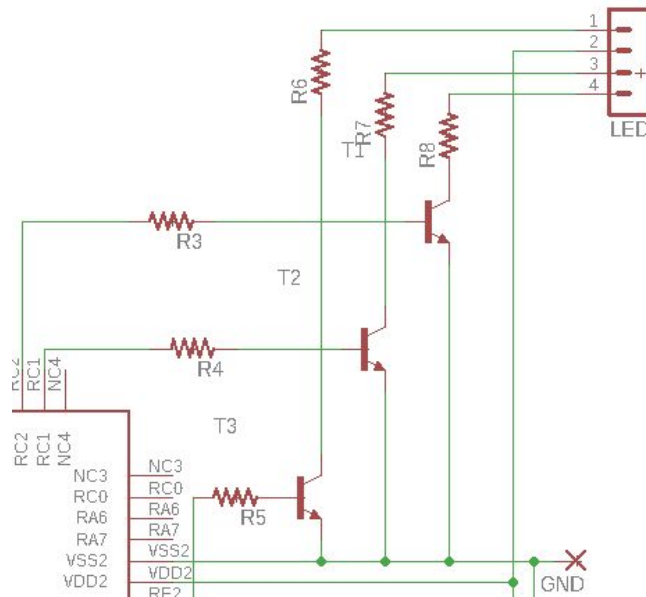 1
2
3
4
+
LED
R6
R7
T1
R8
R3
T2
R4
RC2
RC1
NC4
RC2
RC1
NC4
T3
NC3
NC3
RC0
RC0
RA6
RA6
RA7
RA7
VSS2
VSS2
VDD2
VDD2
R5
GND